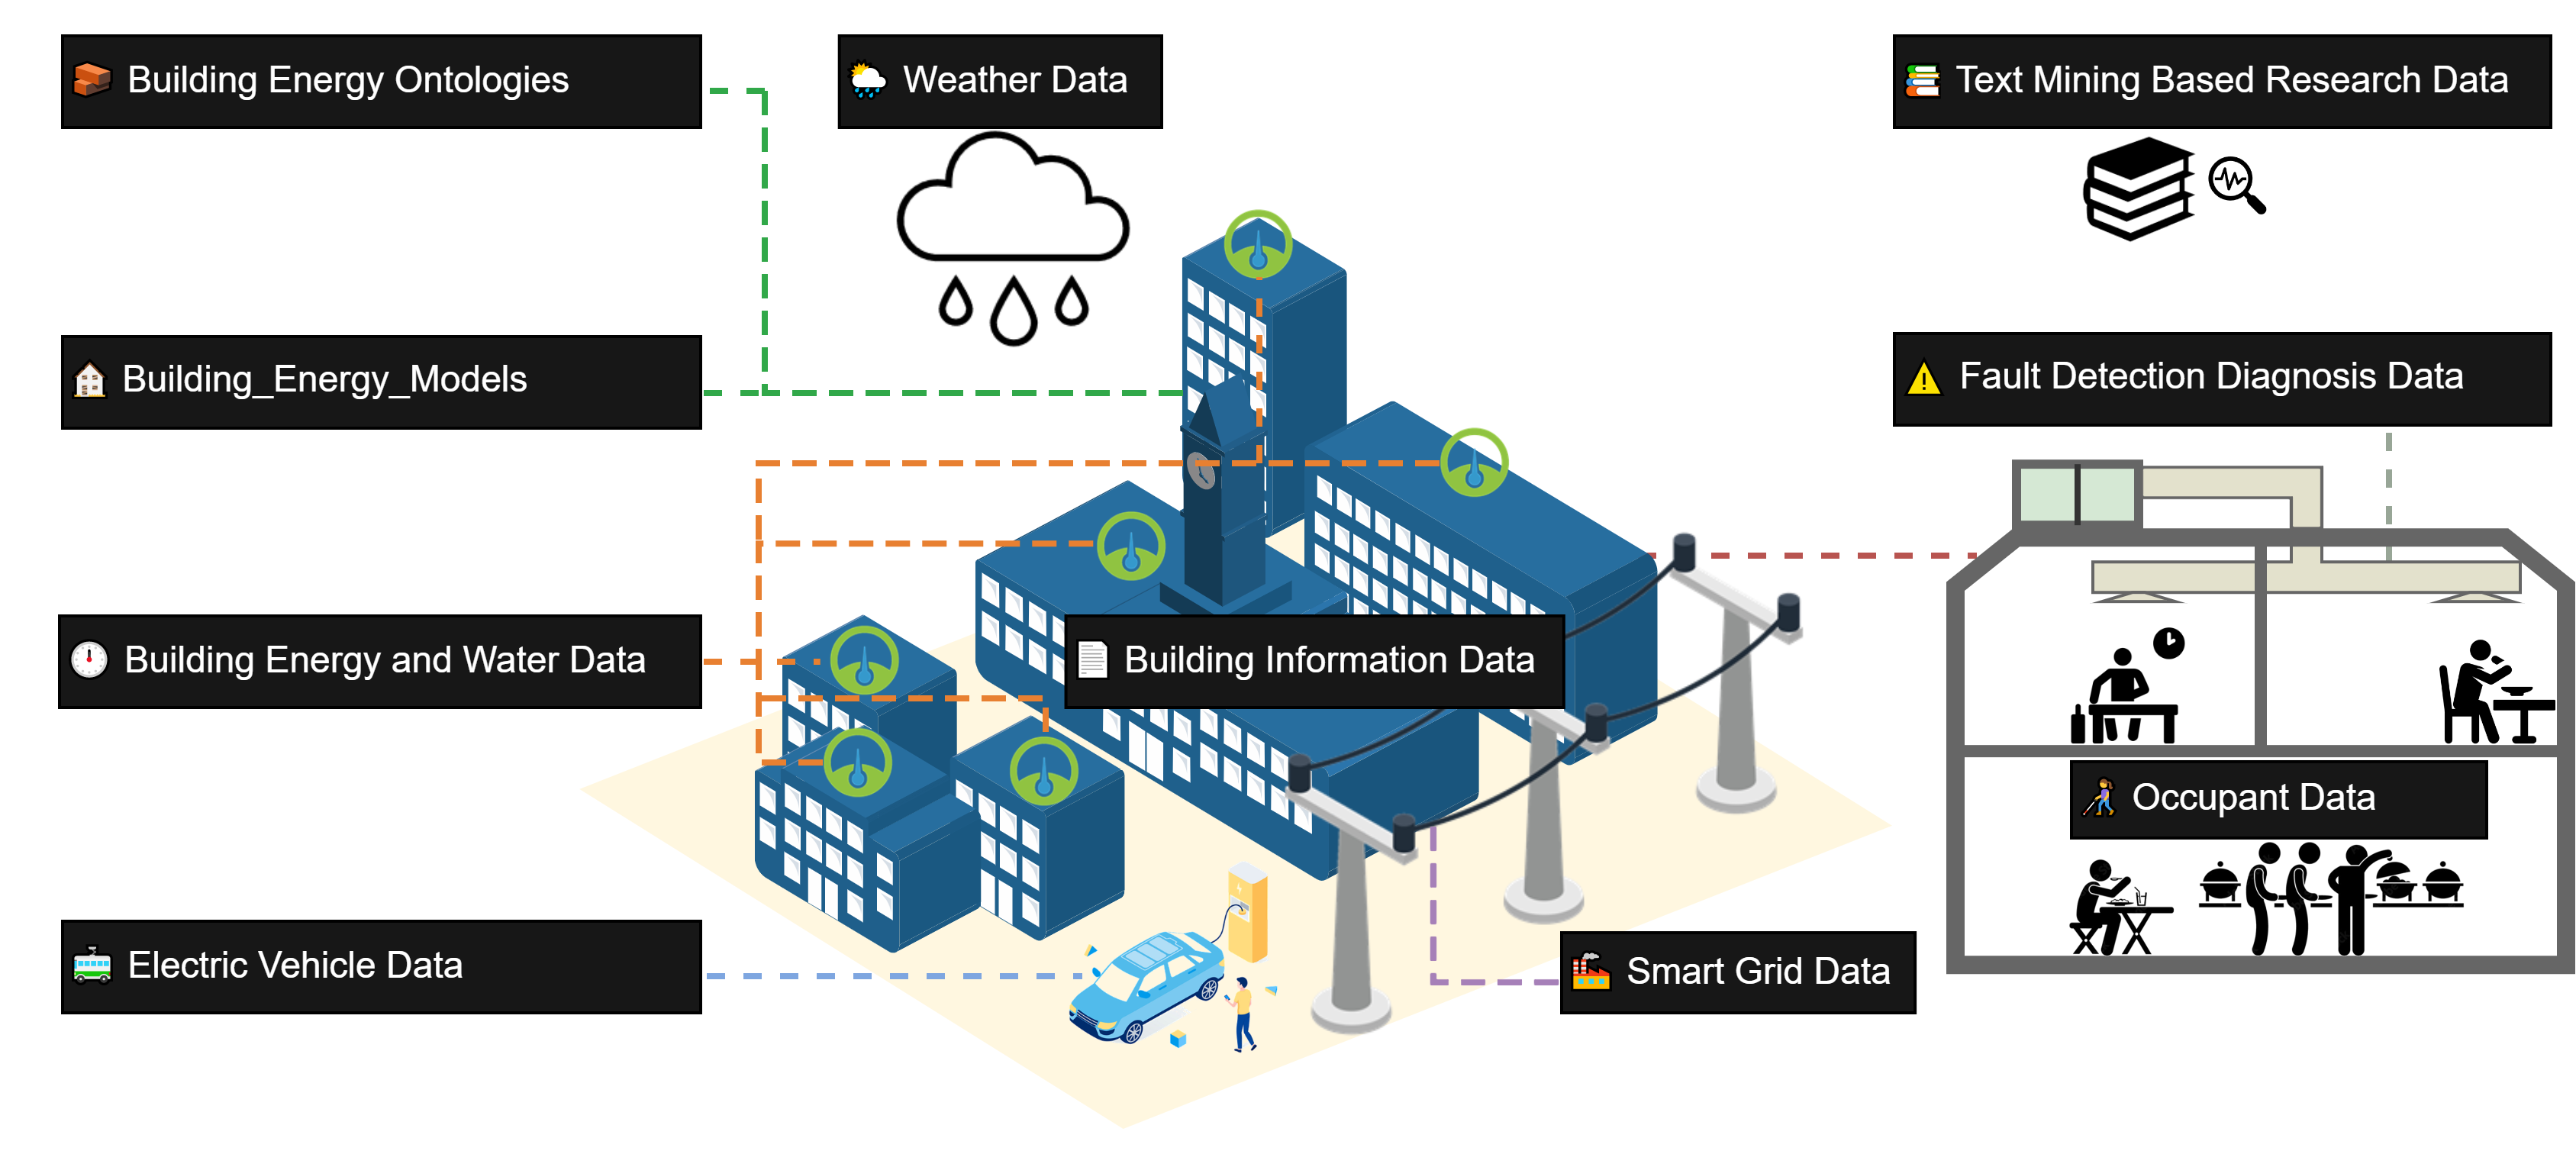 Building Energy Ontologies
Weather Data
Text Mining Based Research Data
Building_Energy_Models
Fault Detection Diagnosis Data
Building Energy and Water Data
Building Information Data
Occupant Data
Electric Vehicle Data
Smart Grid Data